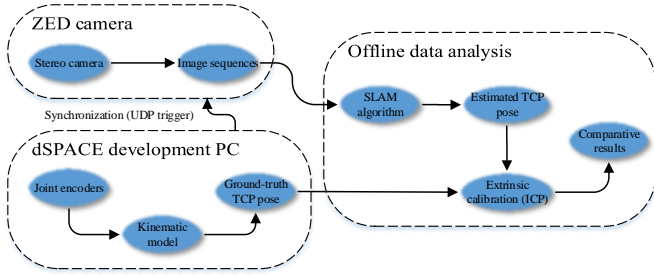 ZED camera
Stereo camera
Image sequences
Synchronization (UDP trigger)
dSPACE development PC
Joint encoders
Kinematic
model
Ground-truth
TCP pose
Offline data analysis
SLAM
algorithm
Estimated TCP
pose
Extrinsic
calibration (ICP)
Comparative
results